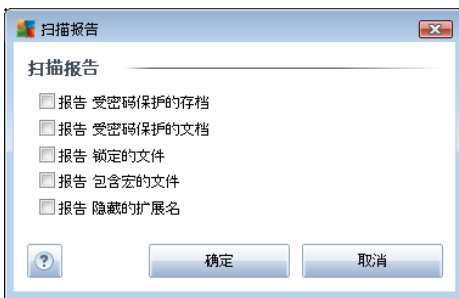 扫描报告
扫描报告
报告 受密码保护的存档
报告 受密码保护的文档
报告 锁定的文件
报告 包含宏的文件
报告 隐藏的扩展名
? 确定 取消